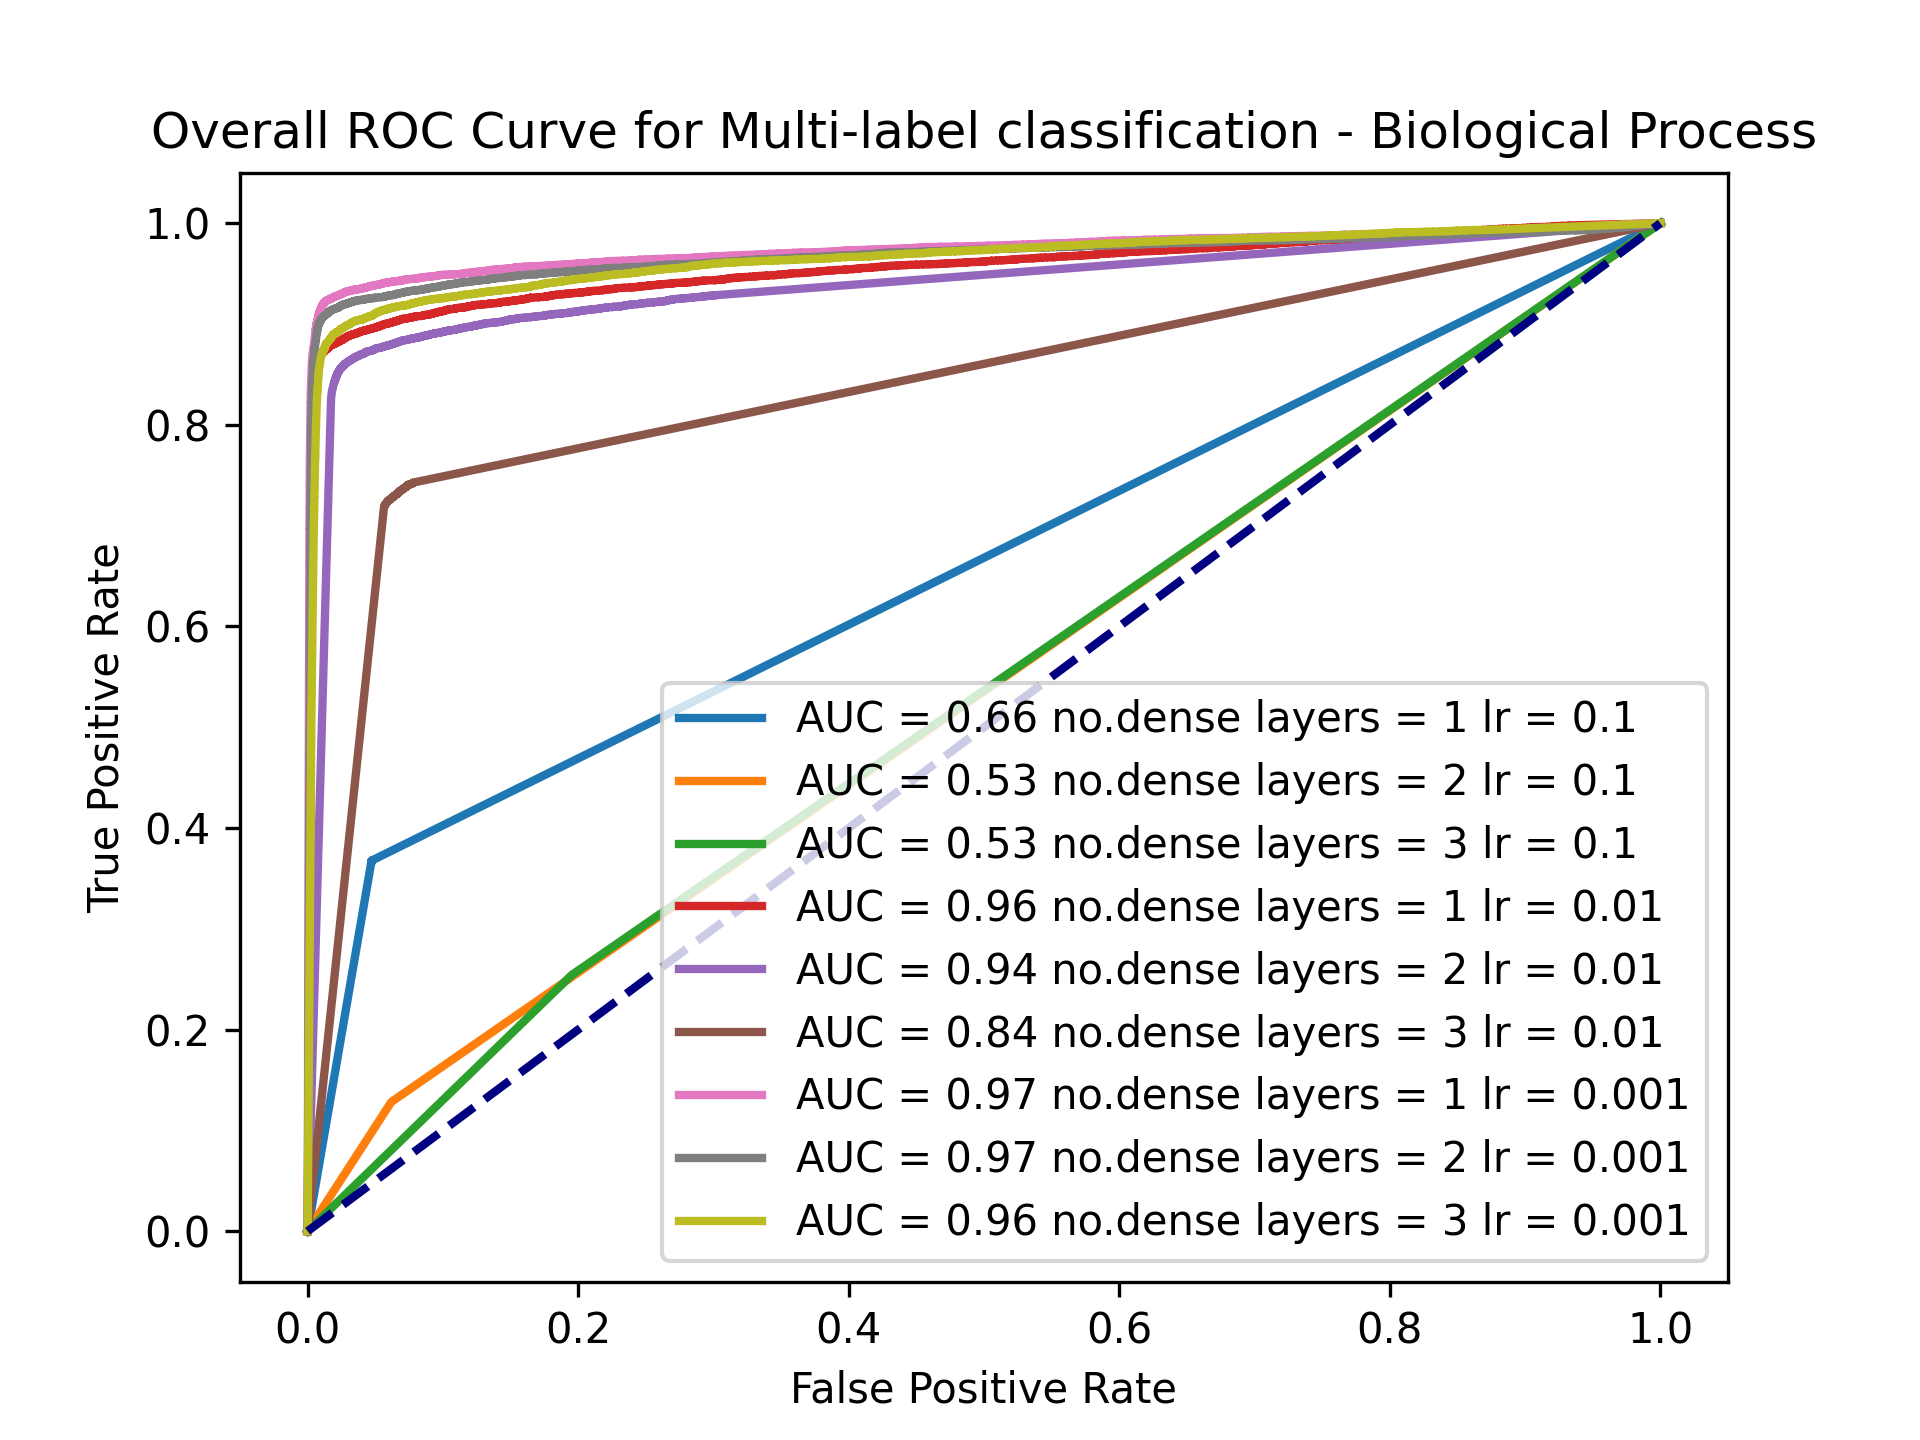 Overall ROC Curve for Multi-label classification - Biological Process
1.0
0.8
0.6
0.4
0.2
0.0
True Positive Rate
AUC = 0.66 no.dense layers = 1 lr = 0.1
AUC = 0.53 no.dense layers = 2 lr = 0.1
AUC = 0.53 no.dense layers = 3 lr = 0.1
AUC = 0.96 no.dense layers = 1 lr = 0.01
AUC = 0.94 no.dense layers = 2 lr = 0.01
AUC = 0.84 no.dense layers = 3 lr = 0.01
AUC = 0.97 no.dense layers = 1 lr = 0.001
AUC = 0.97 no.dense layers = 2 lr = 0.001
AUC = 0.96 no.dense layers = 3 lr = 0.001
0.0 0.2 0.4 0.6 0.8 1.0
False Positive Rate